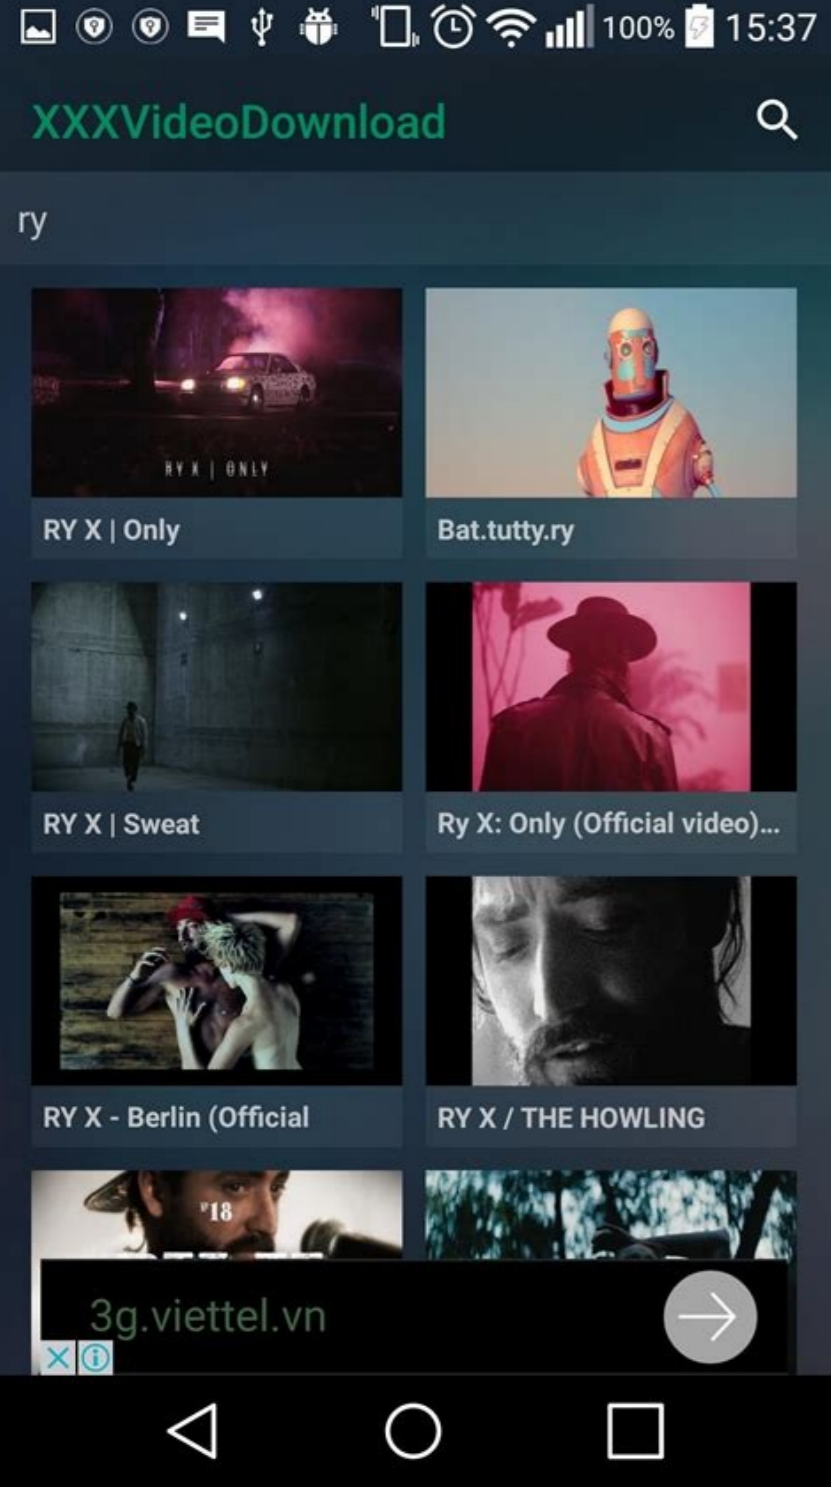 100% 15:37
XXXVideoDownload
ry
RY X | ONLY
RY X | Only
Bat.tutty.ry
RY X | Sweat
Ry X: Only (Official video)...
RY X - Berlin (Official
RY X / THE HOWLING
'18
3g.viettel.vn